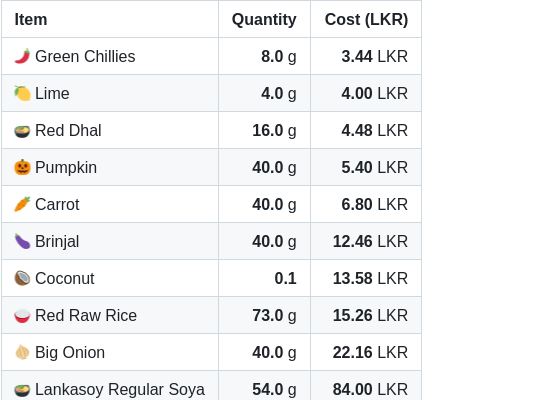 Item Quantity Cost (LKR)
🌶️ Green Chillies 8.0 g 3.44 LKR
🍋 Lime 4.0 g 4.00 LKR
🍲 Red Dhal 16.0 g 4.48 LKR
🎃 Pumpkin 40.0 g 5.40 LKR
🥕 Carrot 40.0 g 6.80 LKR
🍆 Brinjal 40.0 g 12.46 LKR
🥥 Coconut 0.1 13.58 LKR
🍚 Red Raw Rice 73.0 g 15.26 LKR
🧅 Big Onion 40.0 g 22.16 LKR
🍲 Lankasoy Regular Soya 54.0 g 84.00 LKR